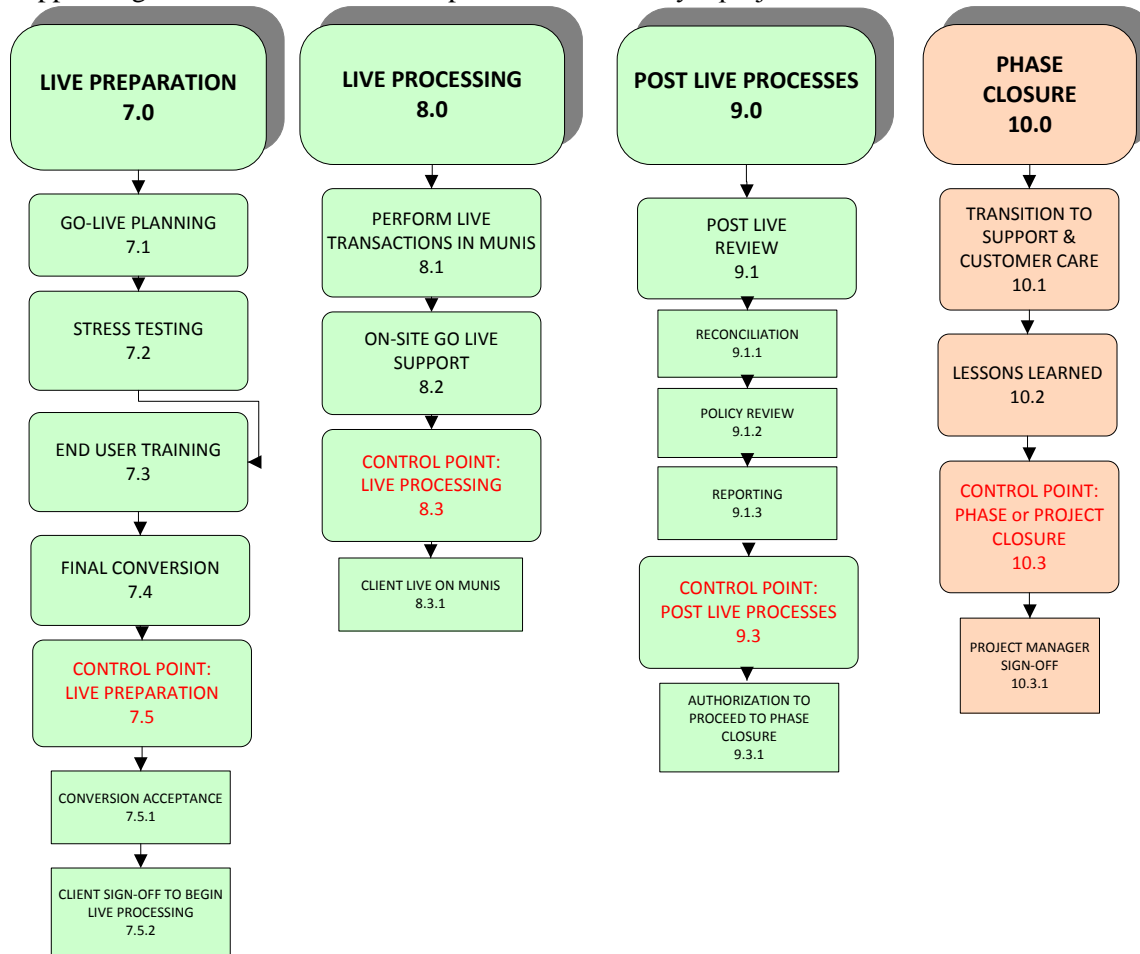 LIVE PREPARATION
7.0
GO-LIVE PLANNING
7.1
STRESS TESTING
7.2
END USER TRAINING
7.3
FINAL CONVERSION
7.4
CONTROL POINT:
LIVE PREPARATION
7.5
CONVERSION ACCEPTANCE
7.5.1
CLIENT SIGN-OFF TO BEGIN
LIVE PROCESSING
7.5.2
LIVE PROCESSING
8.0
PERFORM LIVE
TRANSACTIONS IN MUNIS
8.1
ON-SITE GO LIVE
SUPPORT
8.2
CONTROL POINT:
LIVE PROCESSING
8.3
CLIENT LIVE ON MUNIS
8.3.1
POST LIVE PROCESSES
9.0
POST LIVE
REVIEW
9.1
RECONCILIATION
9.1.1
POLICY REVIEW
9.1.2
REPORTING
9.1.3
CONTROL POINT:
POST LIVE PROCESSES
9.3
AUTHORIZATION TO
PROCEED TO PHASE
CLOSURE
9.3.1
PHASE
CLOSURE
10.0
TRANSITION TO
SUPPORT &
CUSTOMER CARE
10.1
LESSONS LEARNED
10.2
CONTROL POINT:
PHASE or PROJECT
CLOSURE
10.3
PROJECT MANAGER
SIGN-OFF
10.3.1